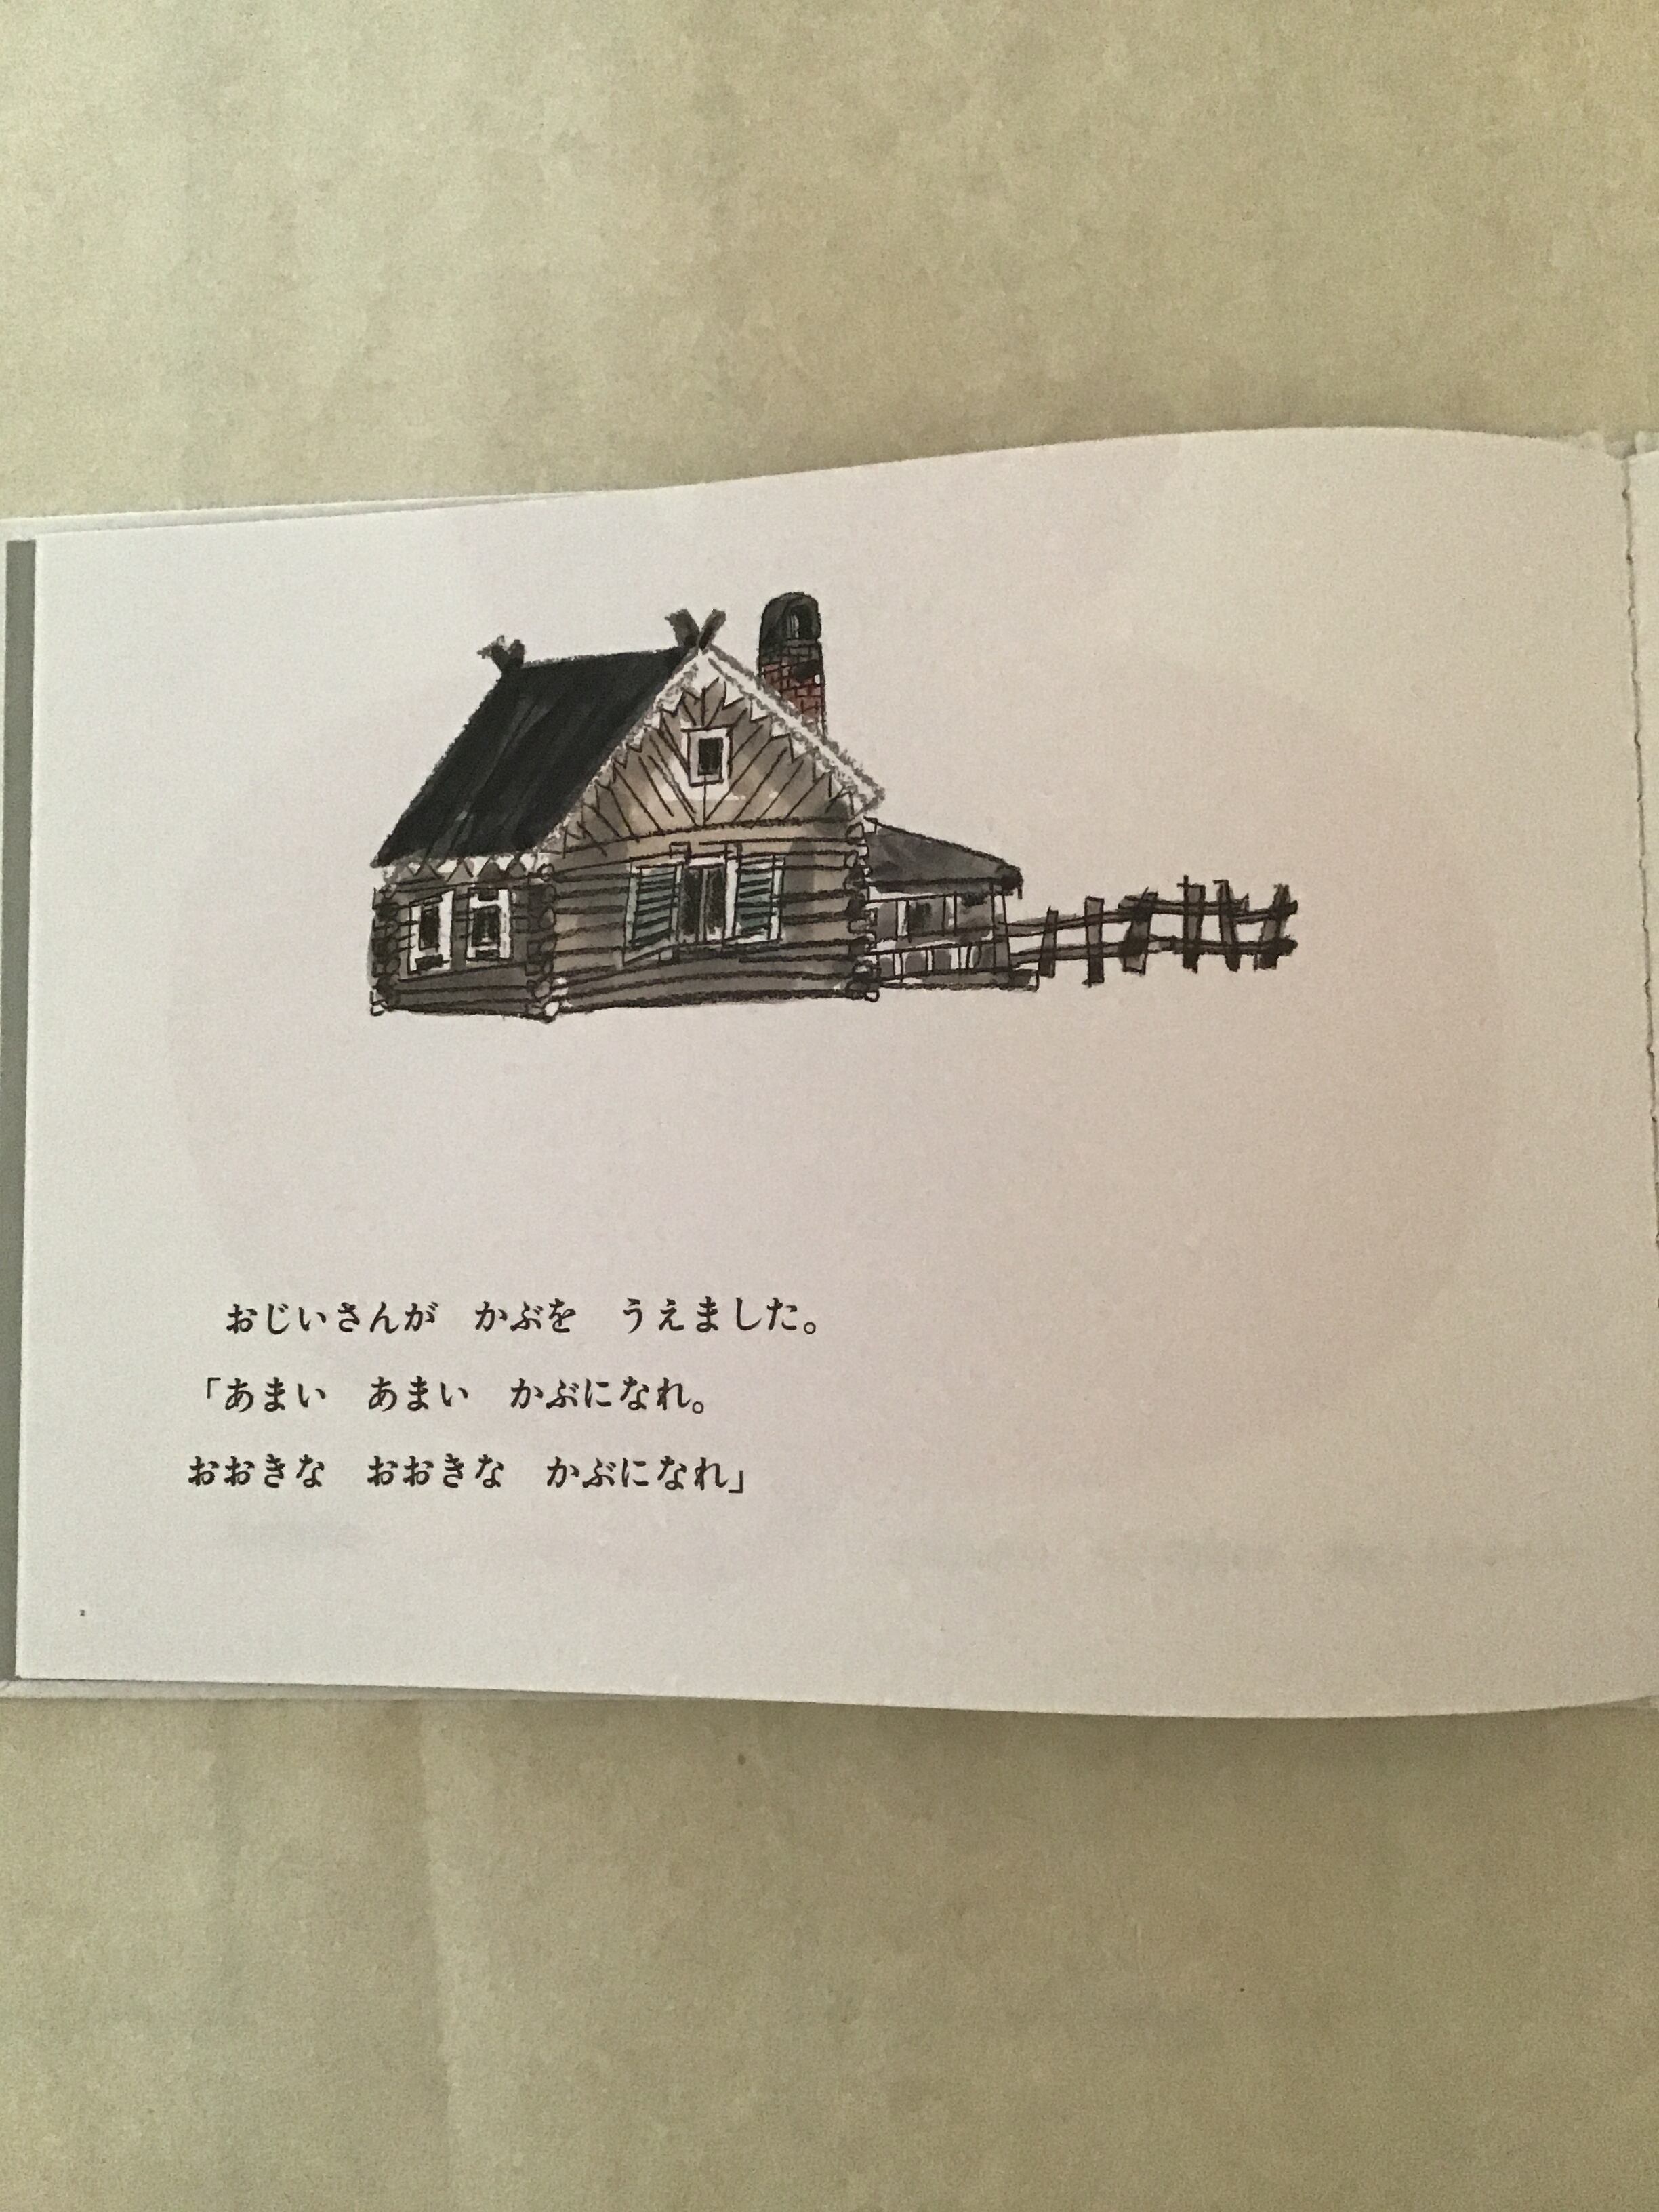 おじいさんが　かぶを　うえました。
「あまい　あまい　かぶになれ。
おおきな　おおきな　かぶになれ」